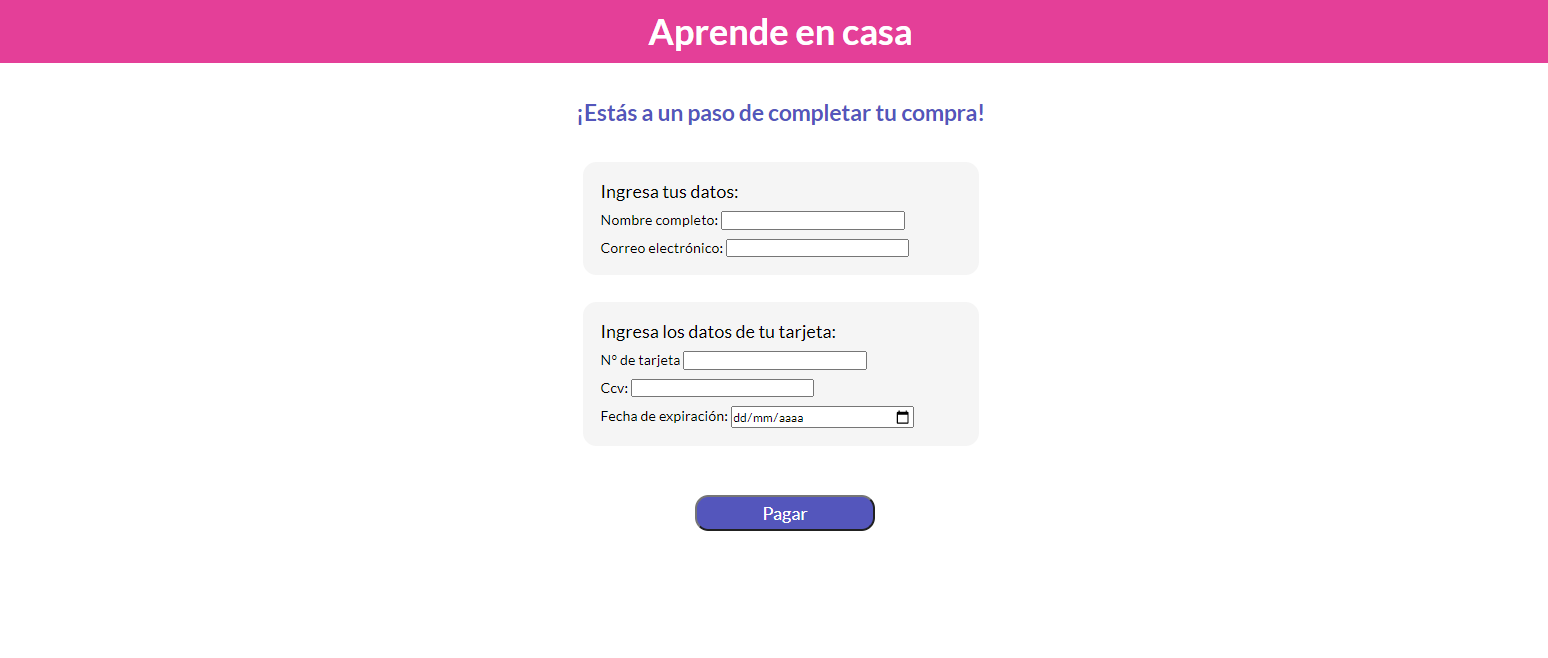 Aprende en casa
¡Estás a un paso de completar tu compra!
Ingresa tus datos:
Nombre completo:
Correo electrónico:
Ingresa los datos de tu tarjeta:
N° de tarjeta
Ccv:
Fecha de expiración: dd/mm/aaaa
Pagar